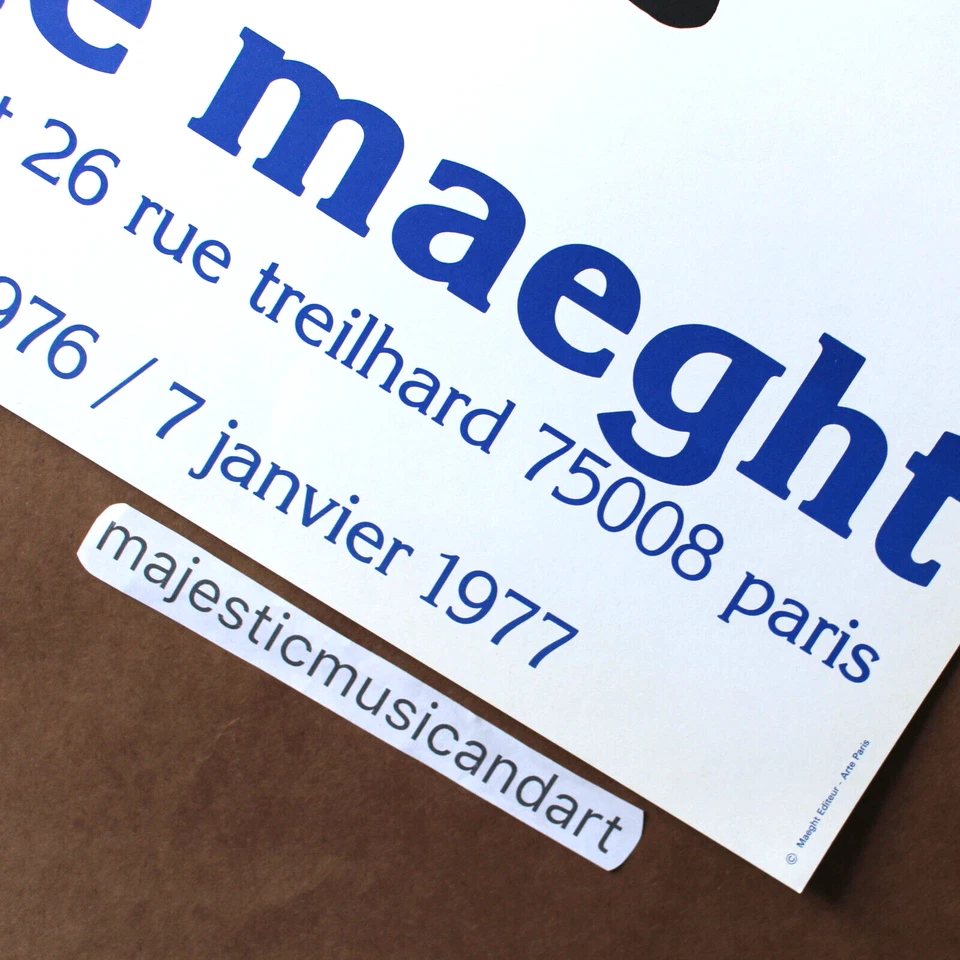 e maeght
t 26 rue treilhard 75008 paris
976 / 7 janvier 1977
majesticmusicandart
© Maeght Editeur - Arte Paris